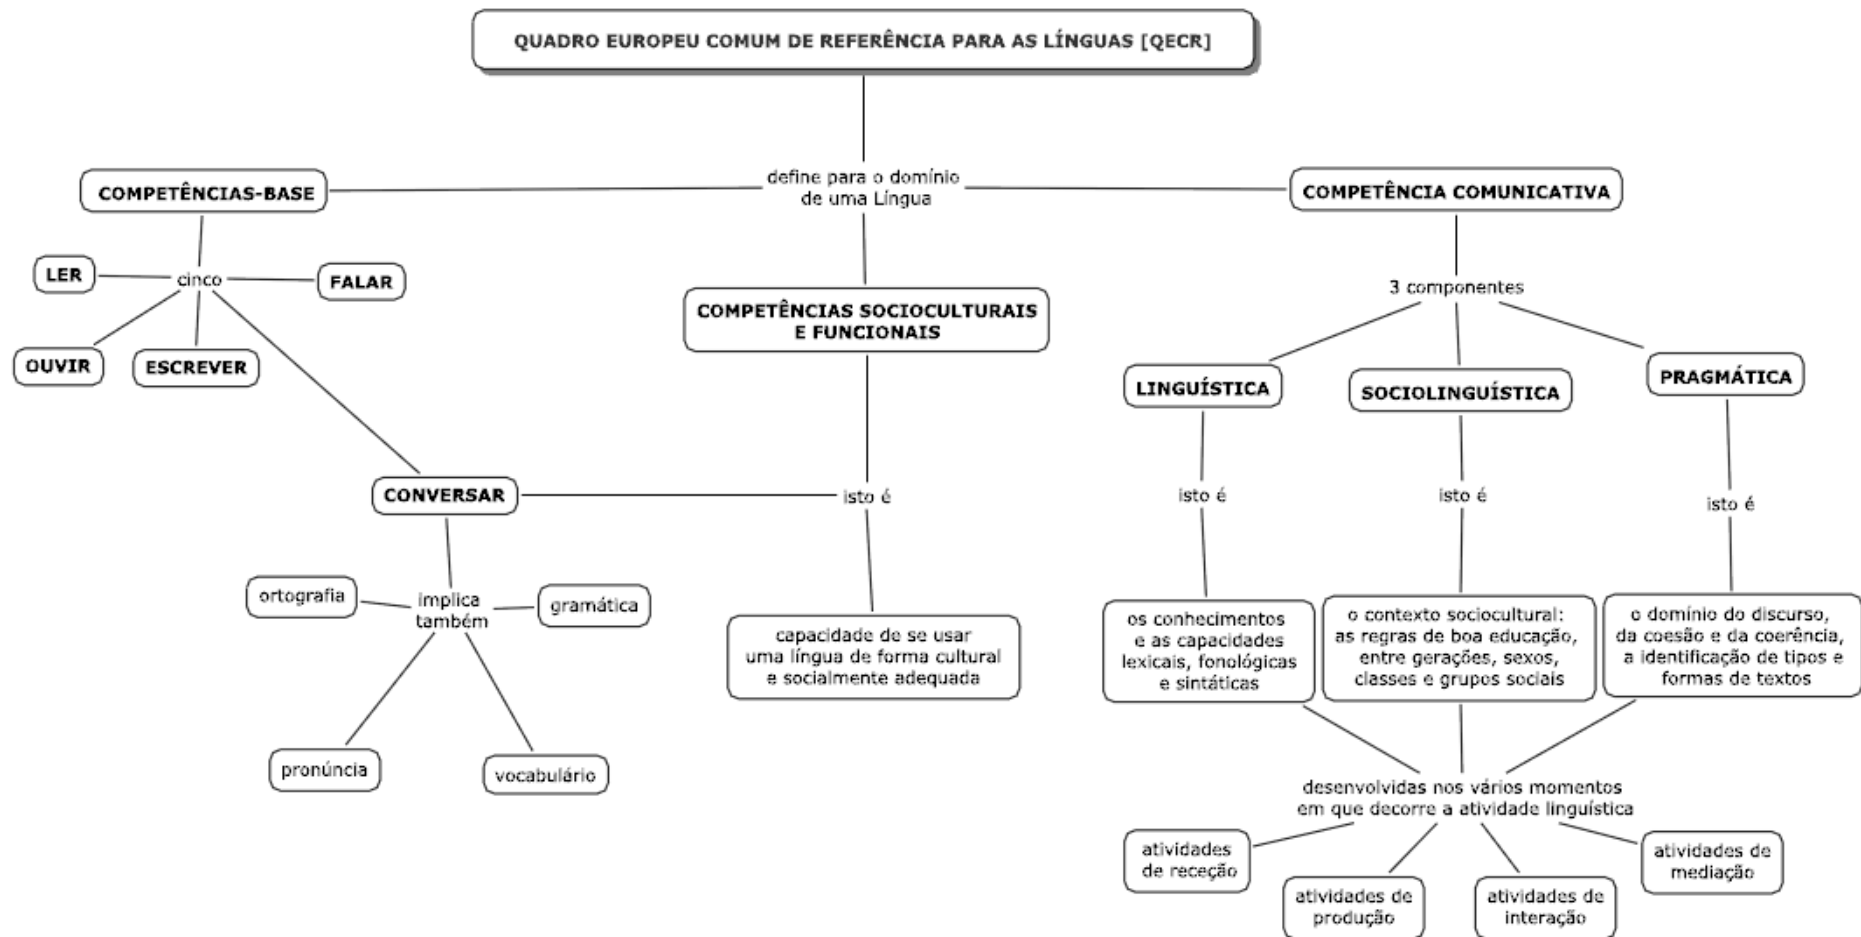 QUADRO EUROPEU COMUM DE REFERÊNCIA PARA AS LÍNGUAS [QECR]
define para o domínio
de uma Língua
COMPETÊNCIAS-BASE
COMPETÊNCIA COMUNICATIVA
LER
cinco
FALAR
OUVIR
ESCREVER
COMPETÊNCIAS SOCIOCULTURAIS
E FUNCIONAIS
3 componentes
LINGUÍSTICA
SOCIOLINGUÍSTICA
PRAGMÁTICA
CONVERSAR
isto é
isto é
isto é
isto é
ortografia
implica
também
gramática
pronúncia
vocabulário
capacidade de se usar
uma língua de forma cultural
e socialmente adequada
os conhecimentos
e as capacidades
lexicais, fonológicas
e sintáticas
o contexto sociocultural:
as regras de boa educação,
entre gerações, sexos,
classes e grupos sociais
o domínio do discurso,
da coesão e da coerência,
a identificação de tipos e
formas de textos
desenvolvidas nos vários momentos
em que decorre a atividade linguística
atividades
de receção
atividades de
produção
atividades de
interação
atividades de
mediação